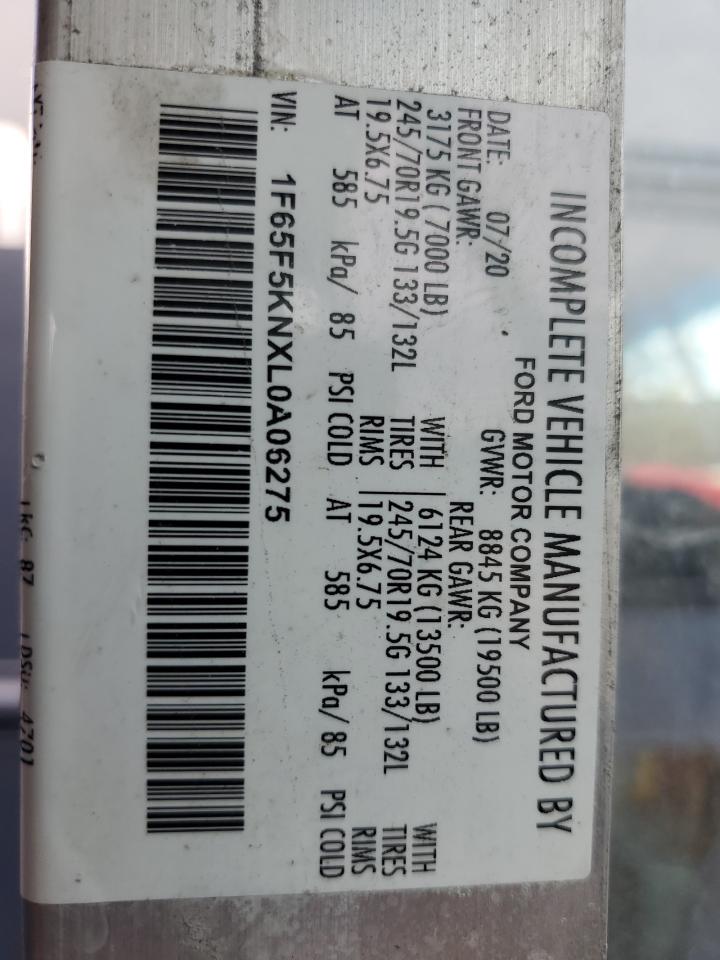 INCOMPLETE VEHICLE MANUFACTURED BY
FORD MOTOR COMPANY
DATE: 07/20 GVWR: 8845 KG (19500 LB)
FRONT GAWR: REAR GAWR:
3175 KG (7000 LB) WITH 6124 KG (13500 LB) WITH
245/70R19.5G 133/132L TIRES 245/70R19.5G 133/132L TIRES
19.5X6.75 RIMS 19.5X6.75 RIMS
AT 585 kPa/ 85 PSI COLD AT 585 kPa/ 85 PSI COLD
VIN: 1F65F5KNXL0A06275